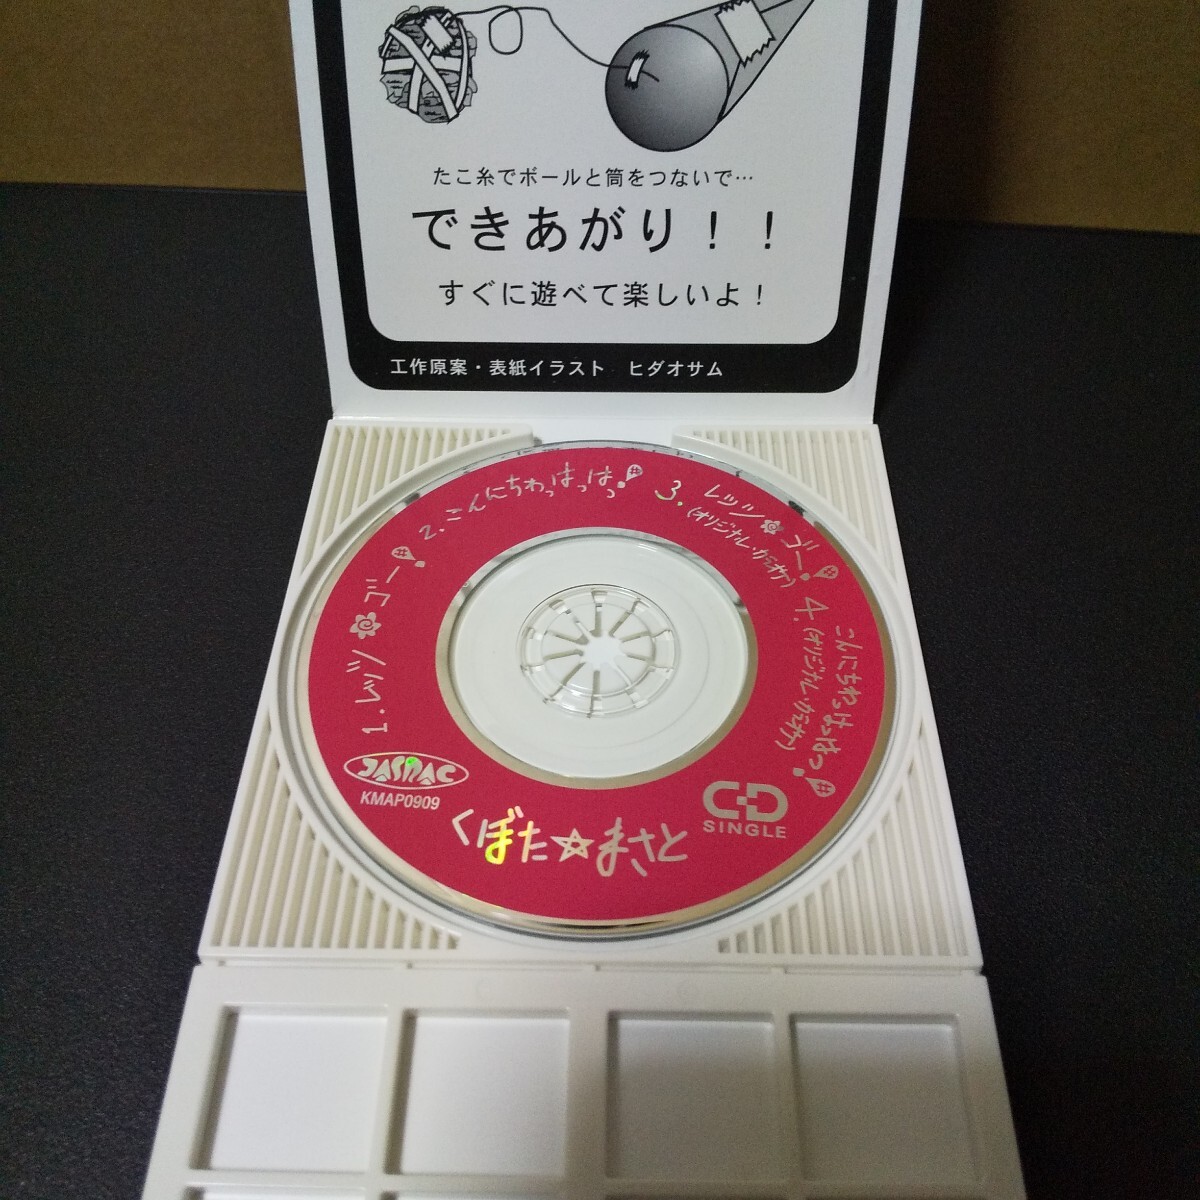 たこ糸でボールと筒をつないで…
できあがり！！
すぐに遊べて楽しいよ！
工作原案・表紙イラスト　ヒダオサム
1.レッツ ゴー!
2.こんにちわっはっはっ!
3.レッツ ゴー!
(オリジナル・カラオケ)
4.こんにちわっはっはっ!
(オリジナル・カラオケ)
JASRAC
KMAP0909
くぼた☆まさと
CD
SINGLE